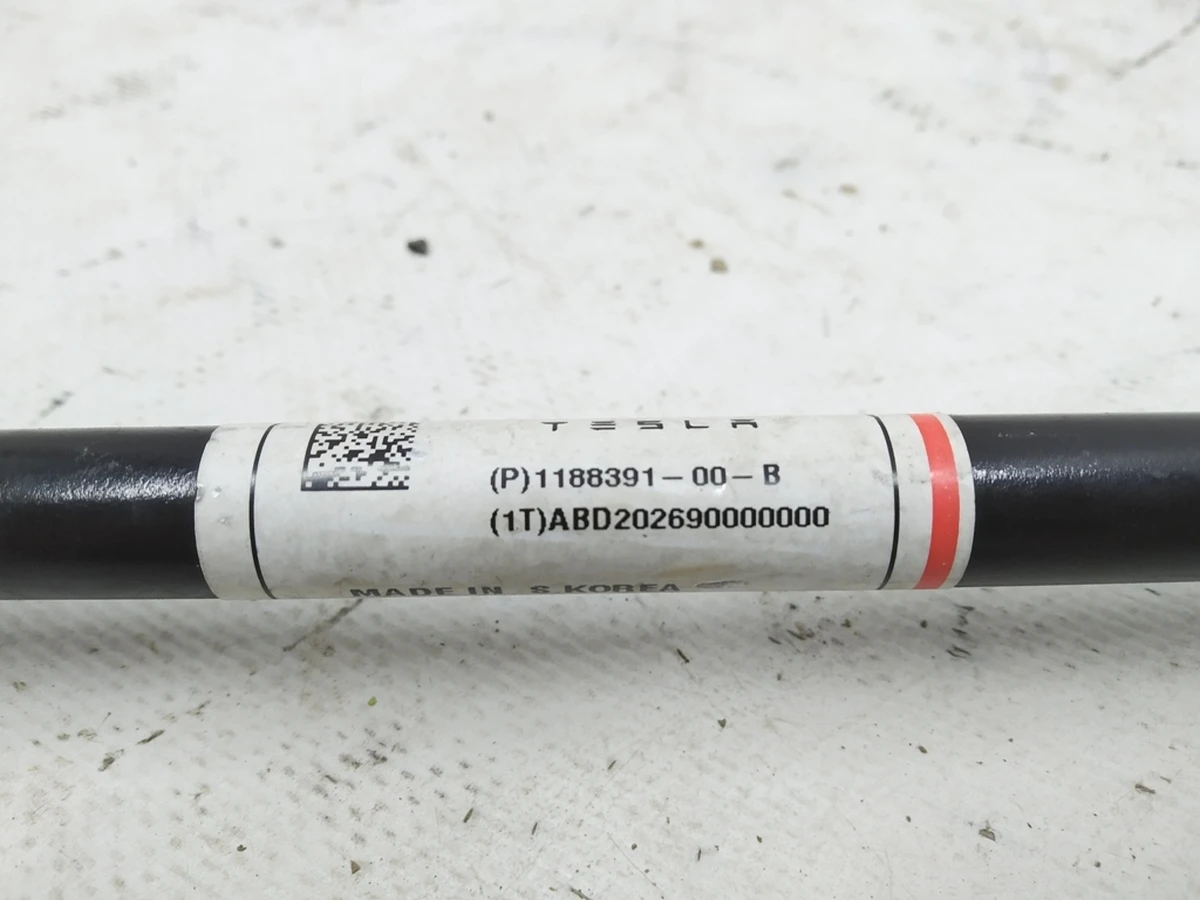 TESLA
(P)1188391-00-B
(1T)ABD202690000000
MADE IN S KOREA